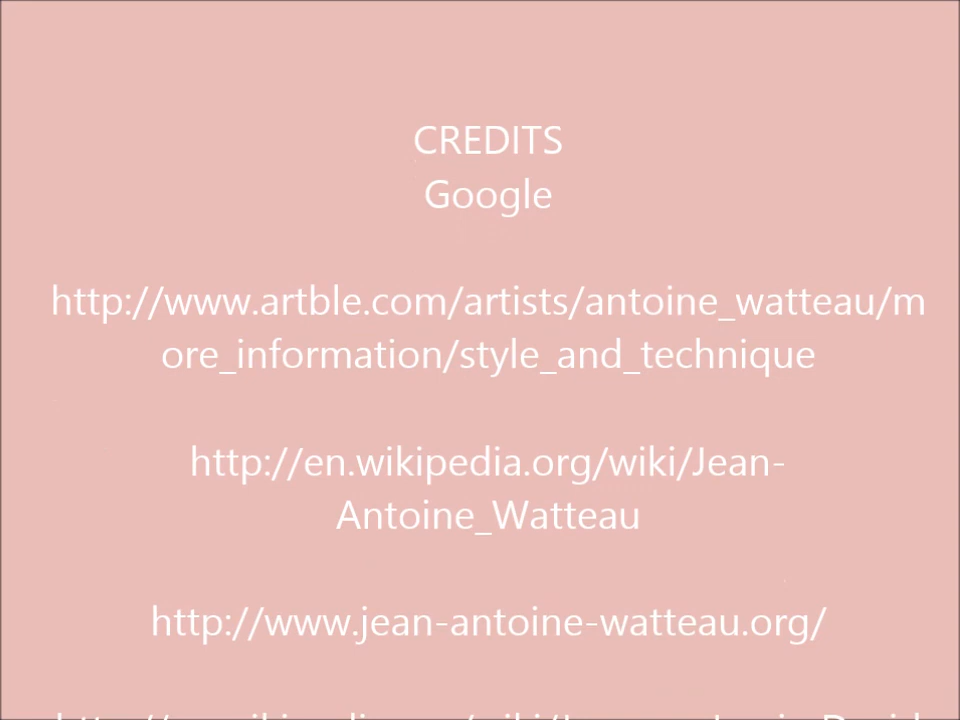 CREDITS
Google
http://www.artble.com/artists/antoine_watteau/m
ore_information/style_and_technique
http://en.wikipedia.org/wiki/Jean-
Antoine_Watteau
http://www.jean-antoine-watteau.org/